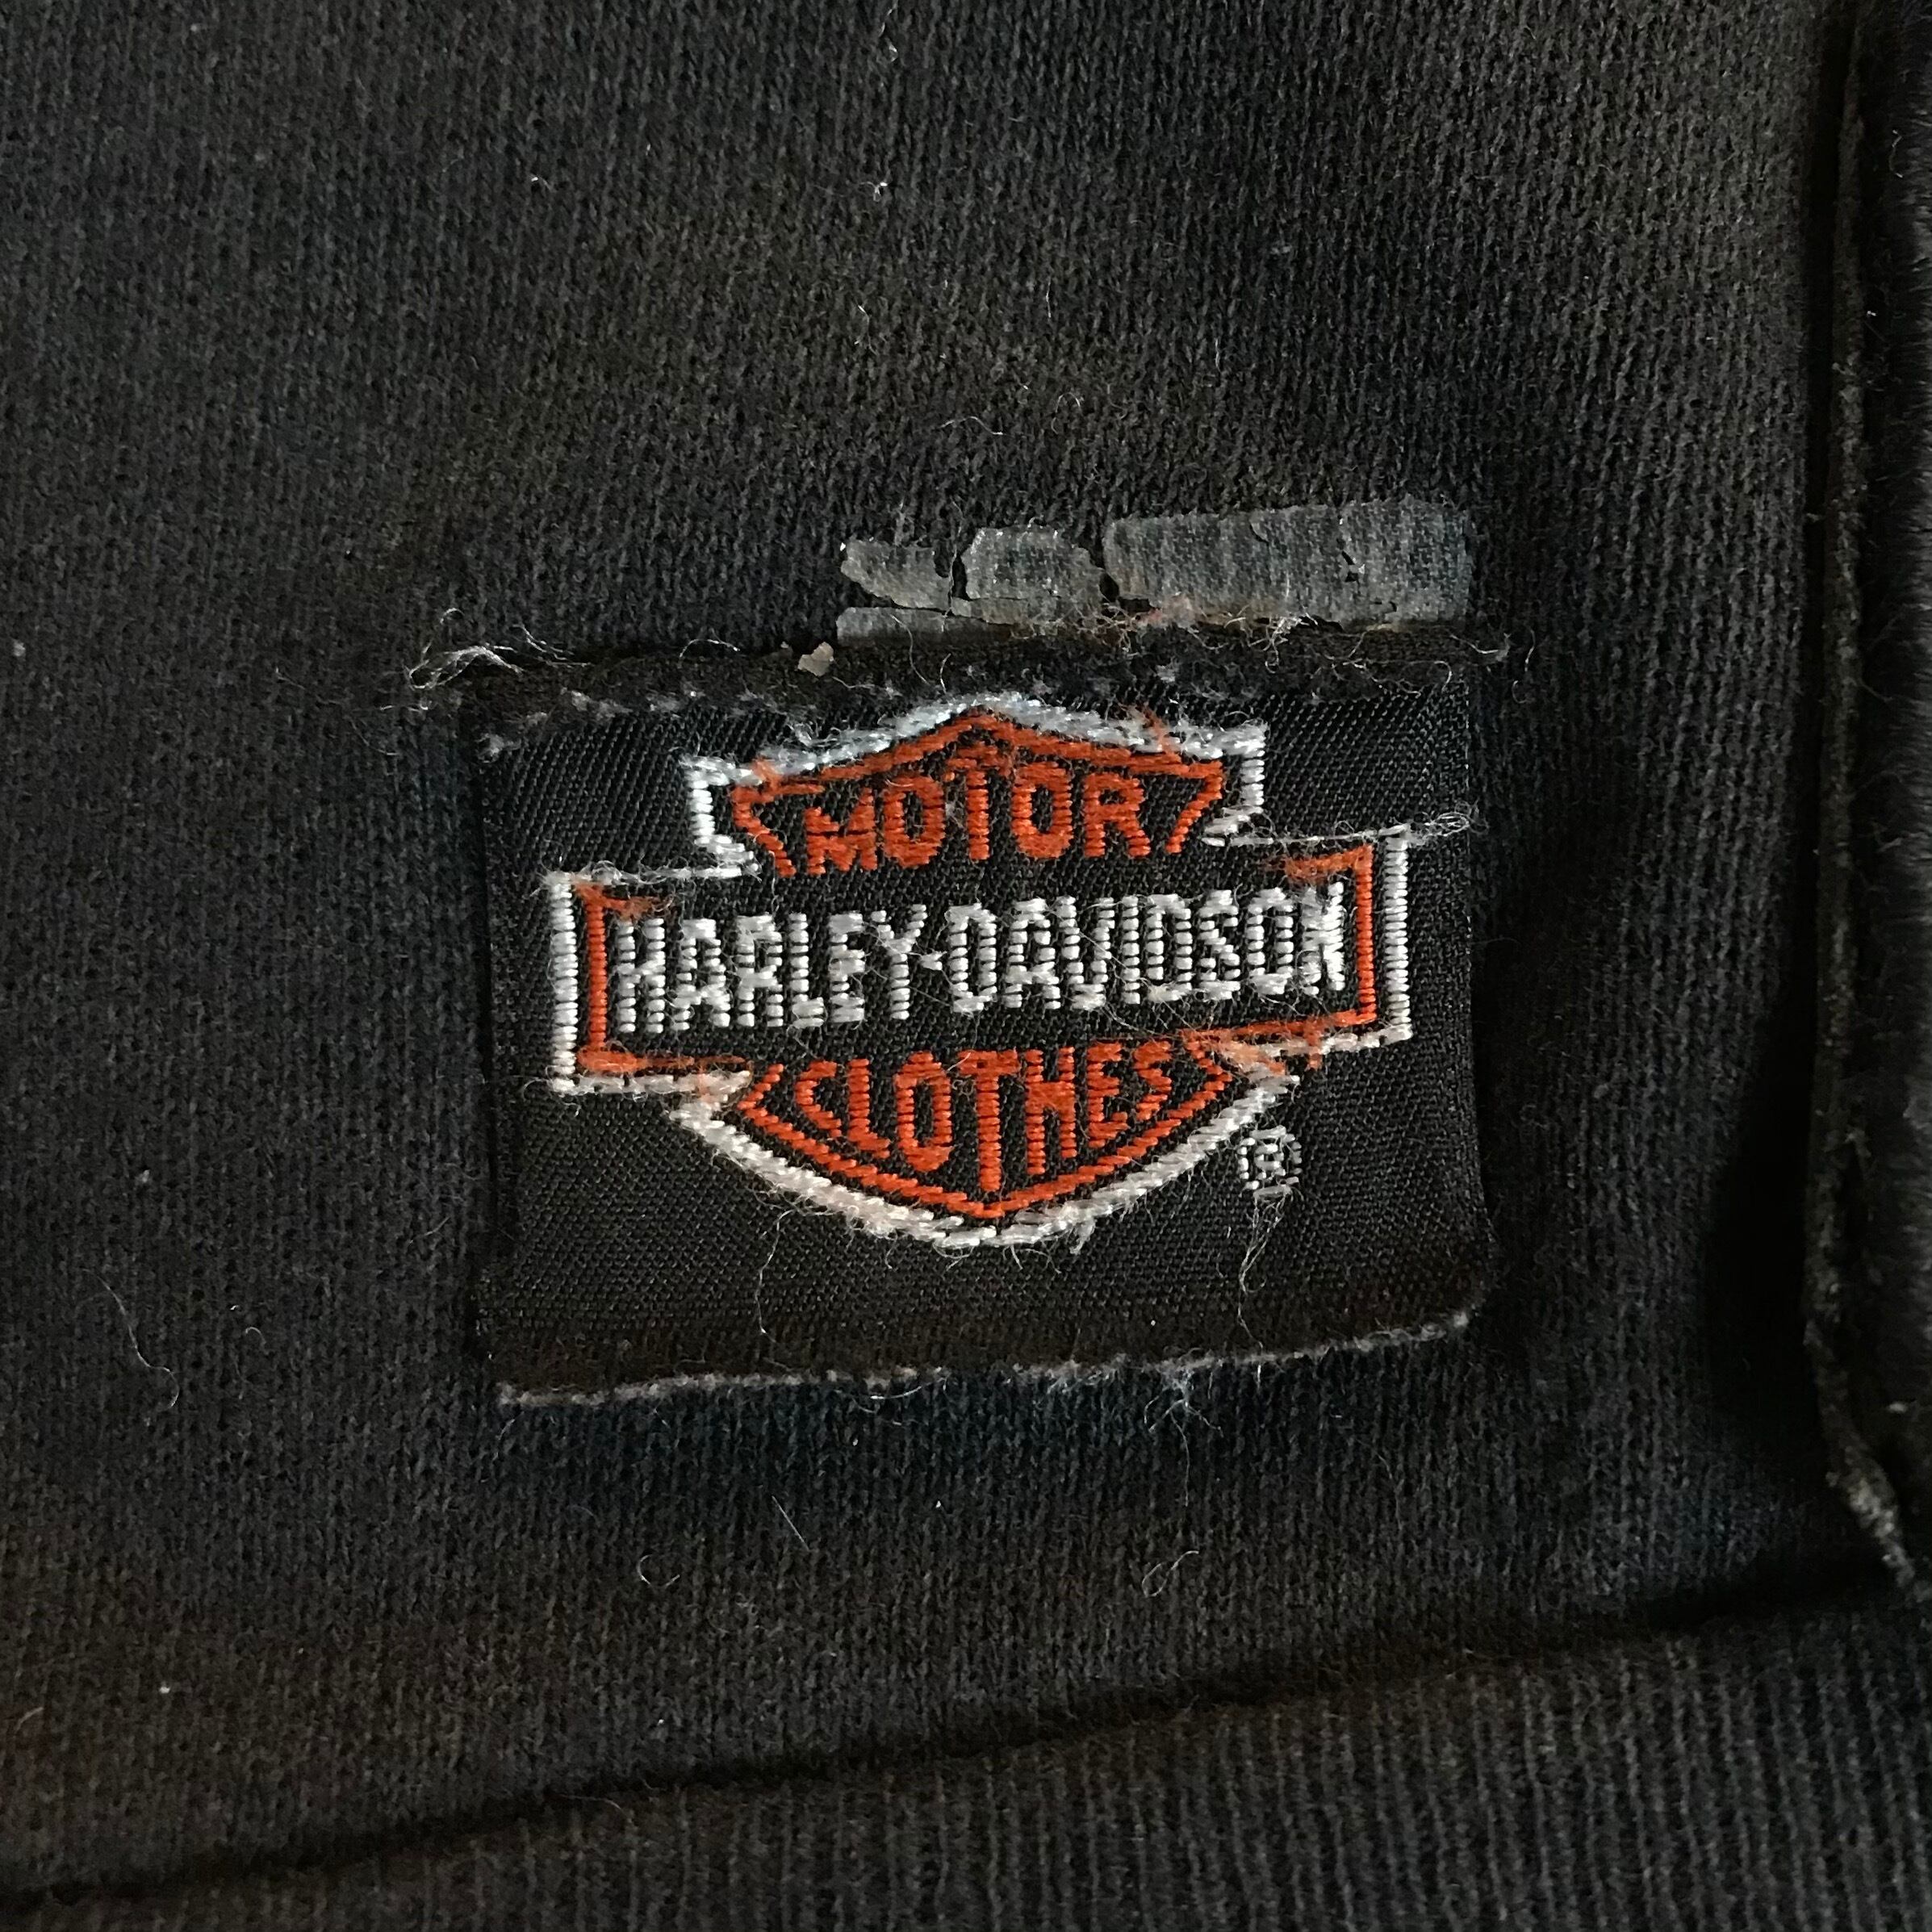 MOTOR
HARLEY-DAVIDSON
CLOTHES
®